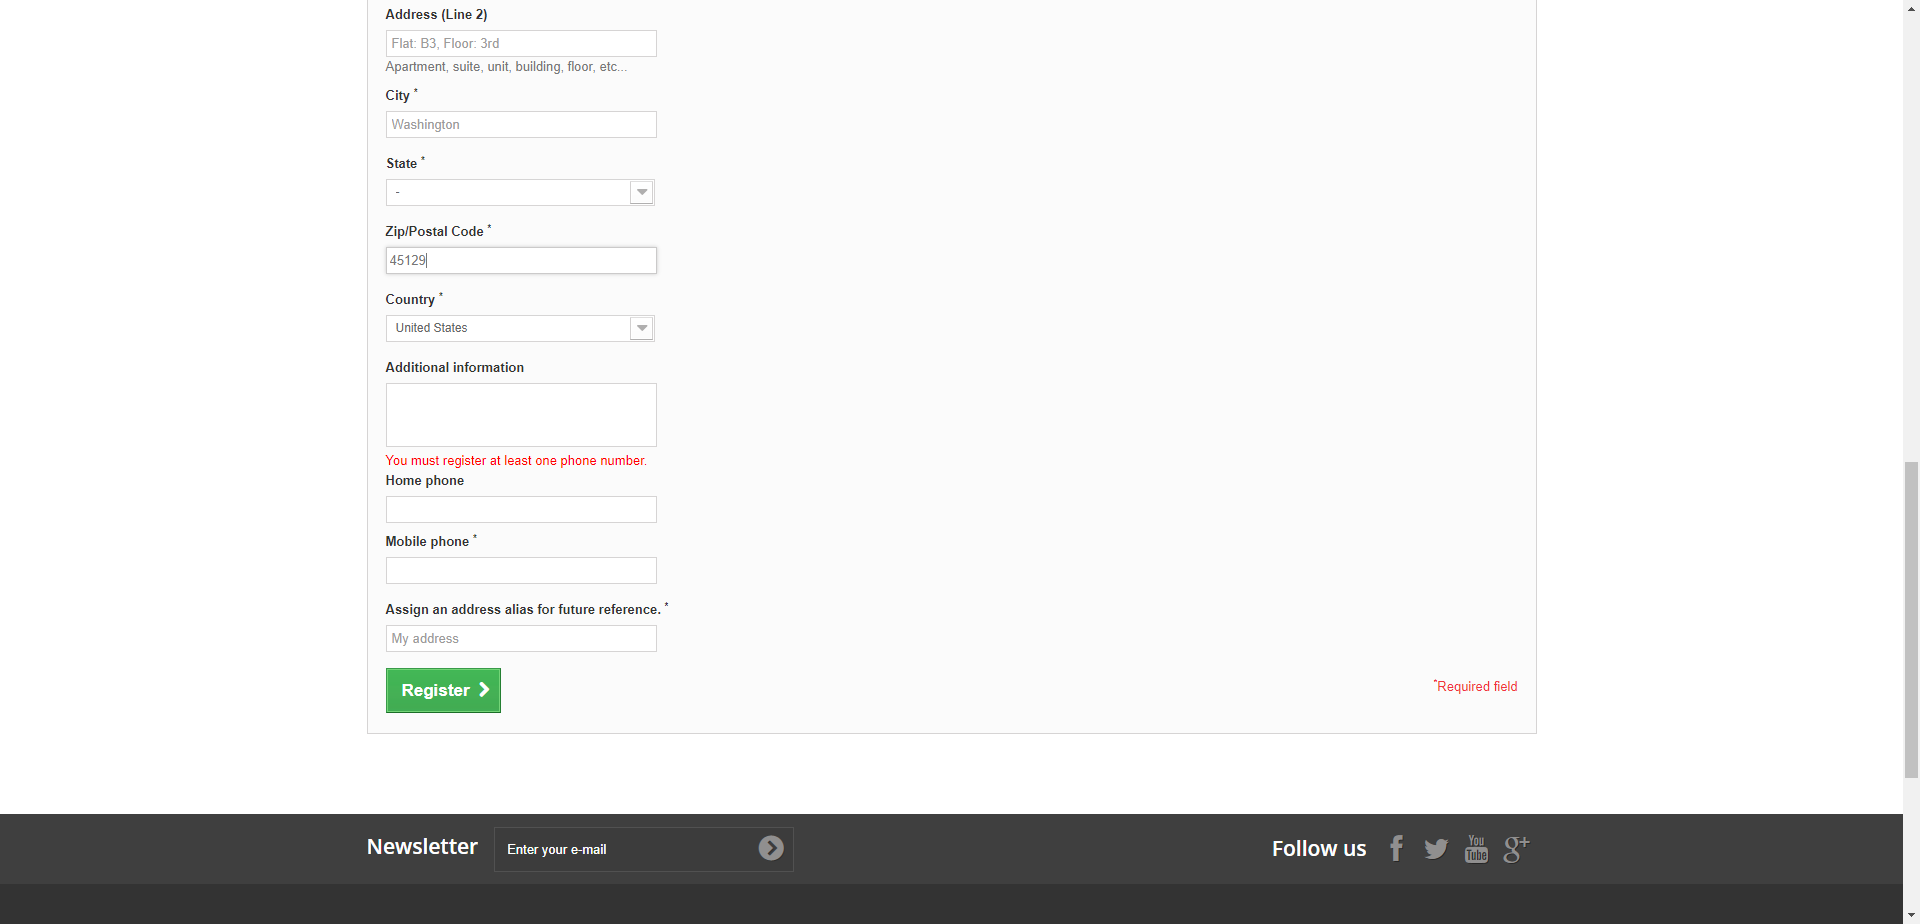 Address (Line 2)
Flat: B3, Floor: 3rd
Apartment, suite, unit, building, floor, etc...
City *
Washington
State *
-
Zip/Postal Code *
45129
Country *
United States
Additional information
You must register at least one phone number.
Home phone
Mobile phone *
Assign an address alias for future reference. *
My address
Register
*Required field
Newsletter
Enter your e-mail
Follow us
You
Tube
g+